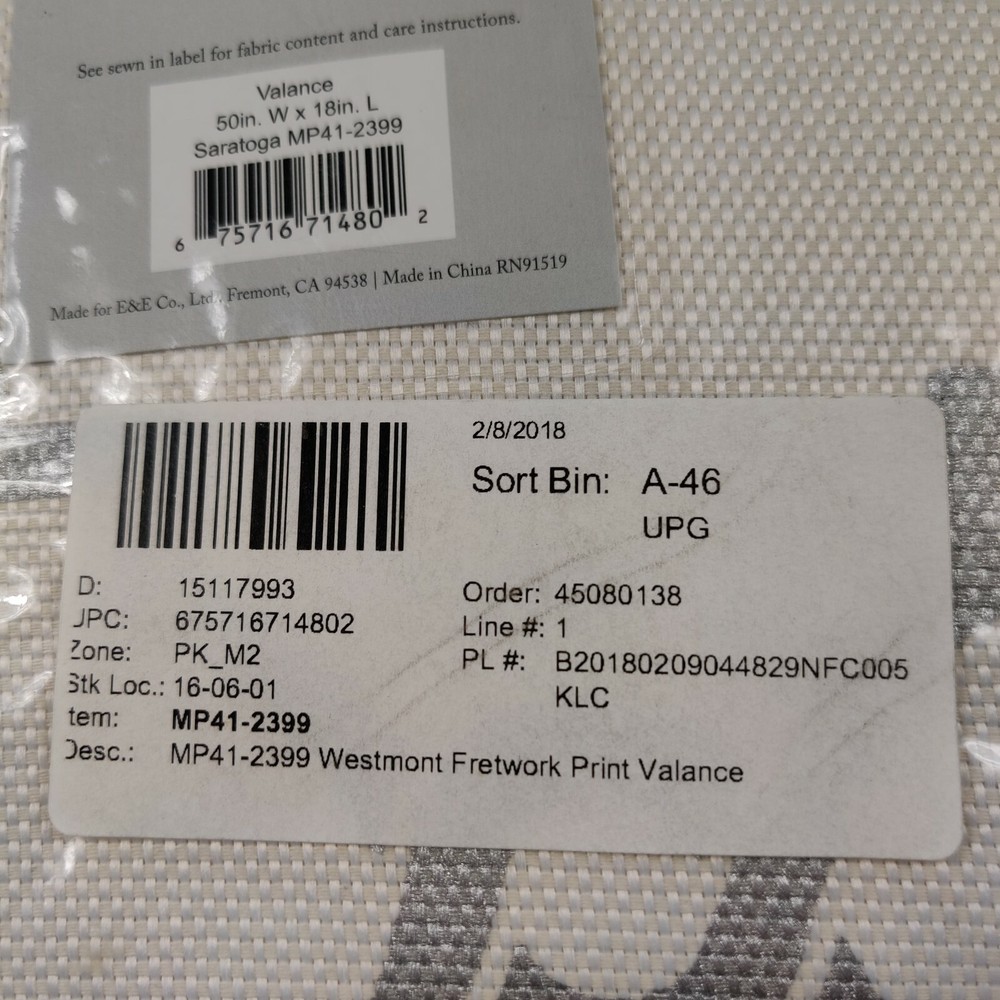 See sewn in label for fabric content and care instructions.
Valance
50in. W x 18in. L
Saratoga MP41-2399
6 75716 71480 2
Made for E&E Co., Ltd., Fremont, CA 94538 | Made in China RN91519
2/8/2018
Sort Bin: A-46
UPG
D: 15117993
JPC: 675716714802
Zone: PK_M2
Stk Loc.: 16-06-01
tem: MP41-2399
Desc.: MP41-2399 Westmont Fretwork Print Valance
Order: 45080138
Line #: 1
PL #: B20180209044829NFC005
KLC